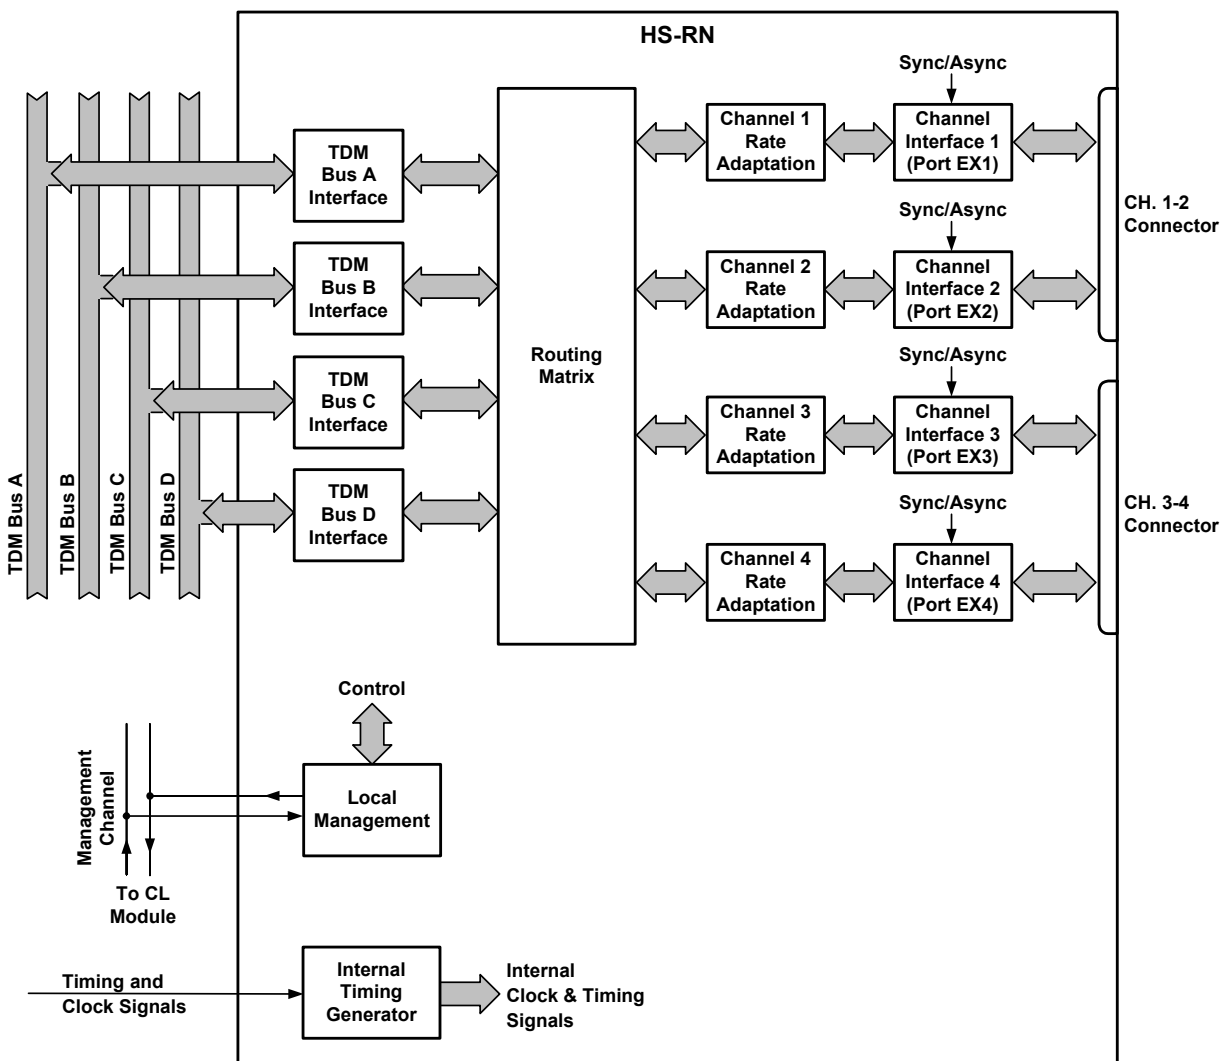 HS-RN
Sync/Async
TDM
Bus A
Interface
Channel 1
Rate
Adaptation
Channel
Interface 1
(Port EX1)
CH. 1-2
Connector
Sync/Async
TDM
Bus B
Interface
Channel 2
Rate
Adaptation
Channel
Interface 2
(Port EX2)
Routing
Matrix
Sync/Async
TDM
Bus C
Interface
Channel 3
Rate
Adaptation
Channel
Interface 3
(Port EX3)
CH. 3-4
Connector
Sync/Async
TDM
Bus D
Interface
Channel 4
Rate
Adaptation
Channel
Interface 4
(Port EX4)
TDM Bus A
TDM Bus B
TDM Bus C
TDM Bus D
Control
Local
Management
Management
Channel
To CL
Module
Timing and
Clock Signals
Internal
Timing
Generator
Internal
Clock & Timing
Signals